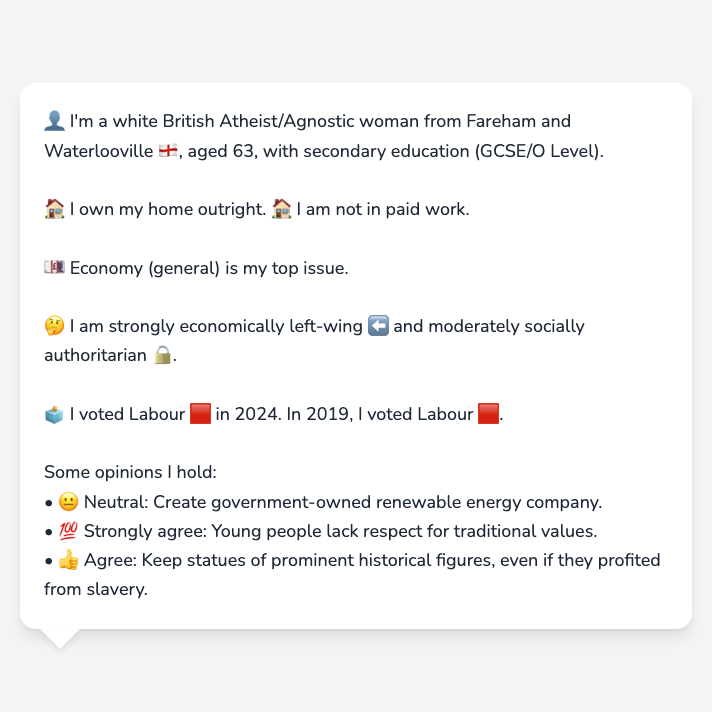 👤 I'm a white British Atheist/Agnostic woman from Fareham and
Waterlooville 🏴󠁧󠁢󠁥󠁮󠁧󠁿, aged 63, with secondary education (GCSE/O Level).
🏠 I own my home outright. 🏠 I am not in paid work.
💷 Economy (general) is my top issue.
🤔 I am strongly economically left-wing ⬅️ and moderately socially
authoritarian 🔒.
🗳️ I voted Labour 🟥 in 2024. In 2019, I voted Labour 🟥.
Some opinions I hold:
• 😐 Neutral: Create government-owned renewable energy company.
• 💯 Strongly agree: Young people lack respect for traditional values.
• 👍 Agree: Keep statues of prominent historical figures, even if they profited
from slavery.